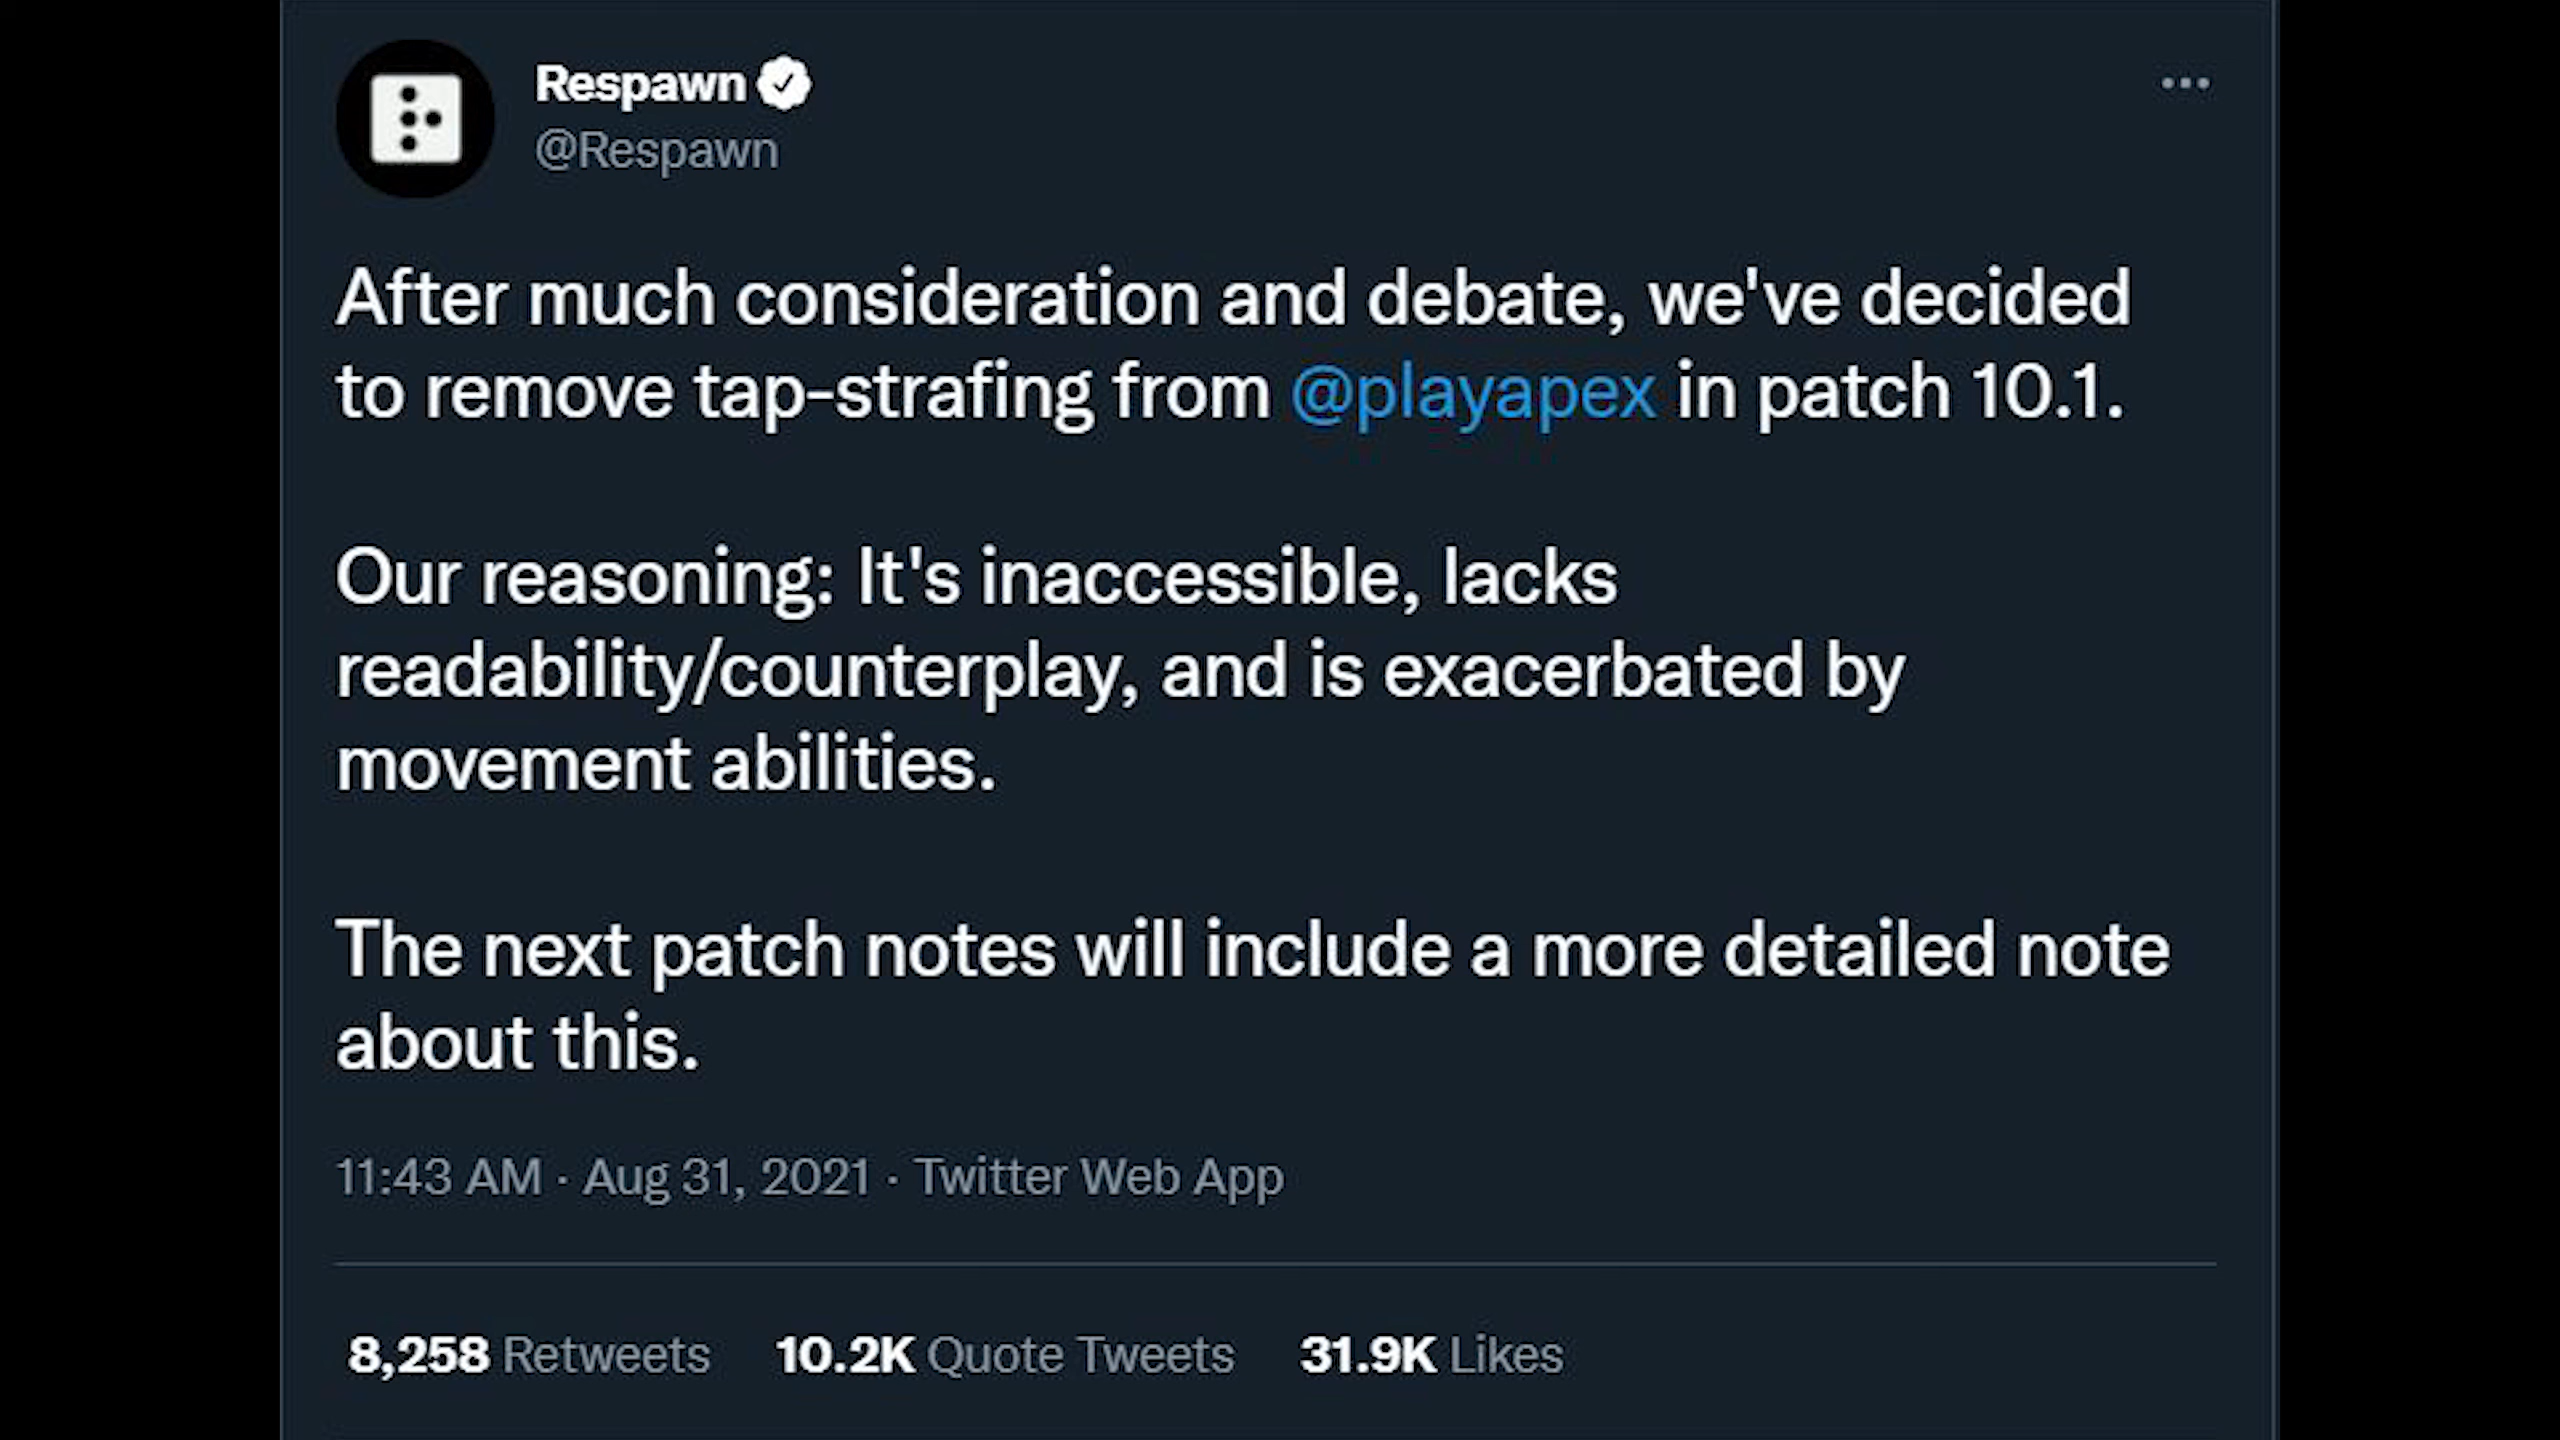 Respawn
@Respawn
After much consideration and debate, we've decided
to remove tap-strafing from @playapex in patch 10.1.
Our reasoning: It's inaccessible, lacks
readability/counterplay, and is exacerbated by
movement abilities.
The next patch notes will include a more detailed note
about this.
11:43 AM · Aug 31, 2021 · Twitter Web App
8,258 Retweets 10.2K Quote Tweets 31.9K Likes